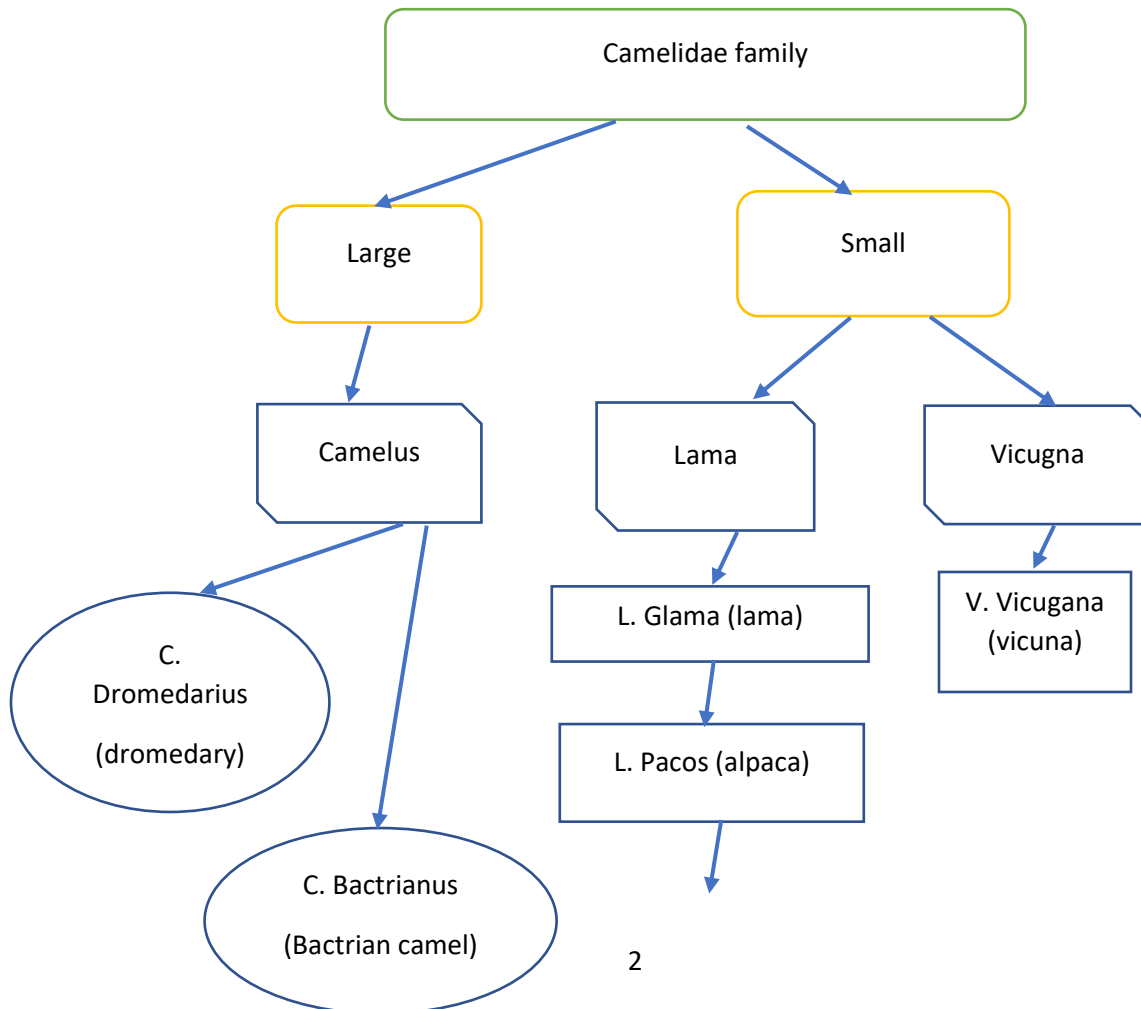 Camelidae family
Large
Small
Camelus
Lama
Vicugna
C.
Dromedarius
(dromedary)
C. Bactrianus
(Bactrian camel)
L. Glama (lama)
L. Pacos (alpaca)
V. Vicugana
(vicuna)
2